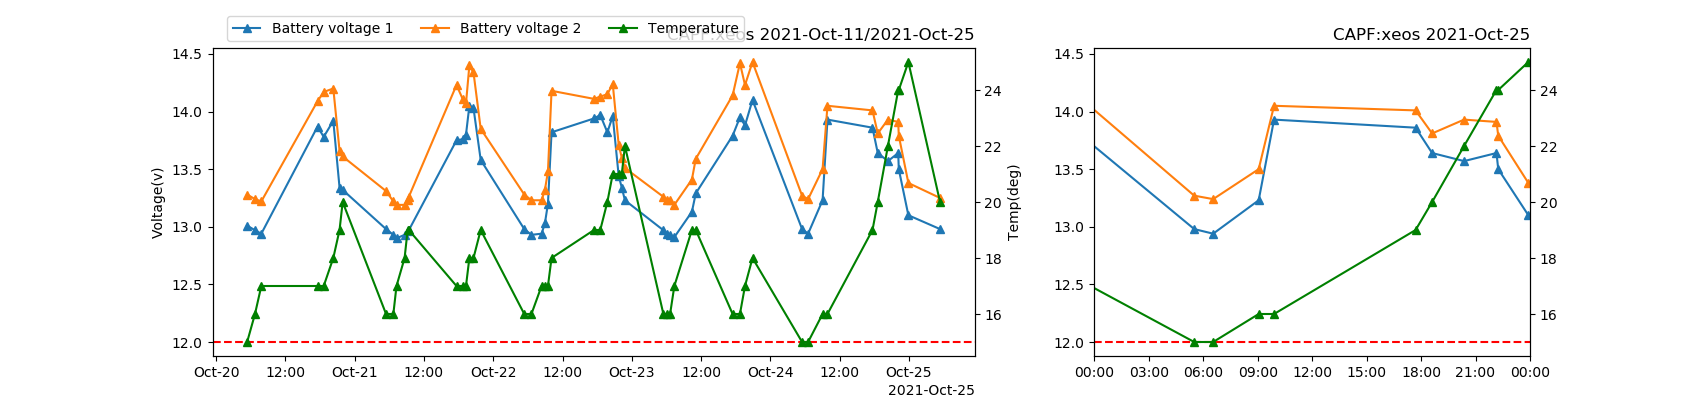 Battery voltage 1 Battery voltage 2 Temperature
CAPF:xeos 2021-Oct-11/2021-Oct-25
CAPF:xeos 2021-Oct-25
14.5
14.0
13.5
13.0
12.5
12.0
Voltage(v)
24
22
20
18
16
Temp(deg)
Oct-20 12:00 Oct-21 12:00 Oct-22 12:00 Oct-23 12:00 Oct-24 12:00 Oct-25
2021-Oct-25
14.5
14.0
13.5
13.0
12.5
12.0
24
22
20
18
16
00:00 03:00 06:00 09:00 12:00 15:00 18:00 21:00 00:00